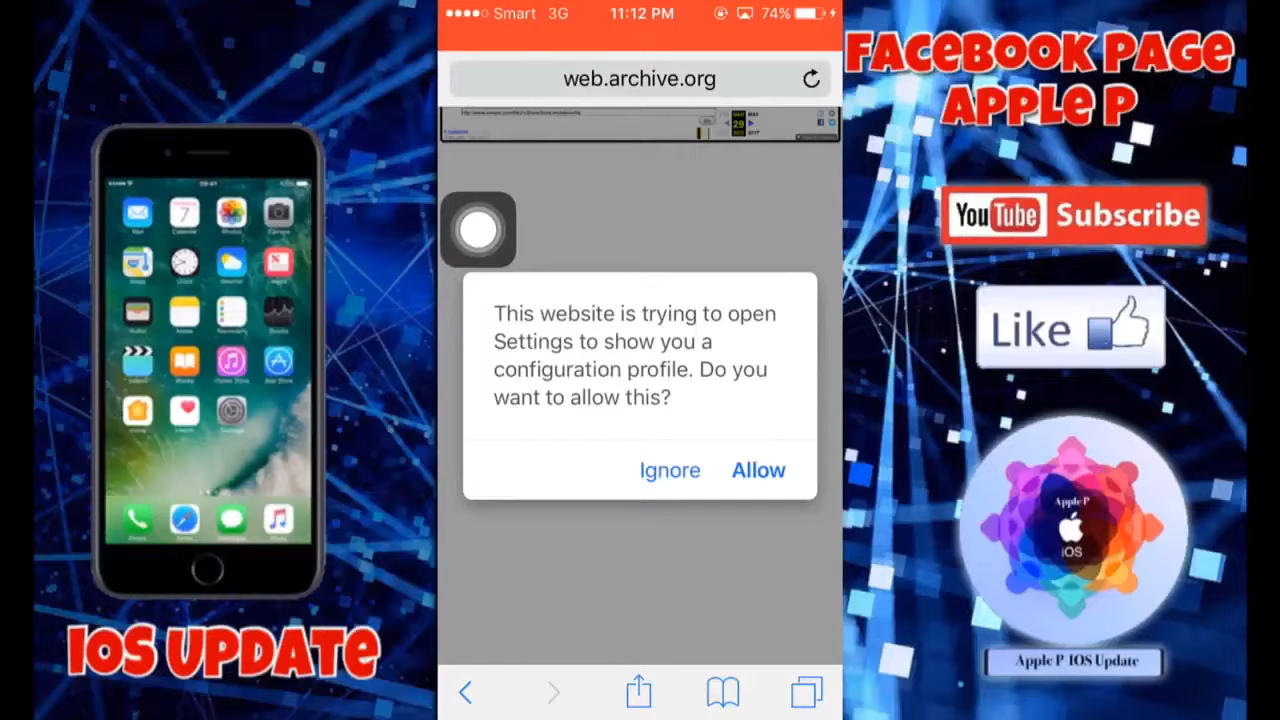 Smart 3G 11:12 PM 74%
web.archive.org
29
2017
This website is trying to open
Settings to show you a
configuration profile. Do you
want to allow this?
Ignore Allow
IOS UPDATE
FACEBOOK PAGE
APPLE P
YouTube Subscribe
Like
Apple P
iOS
Apple P IOS Update